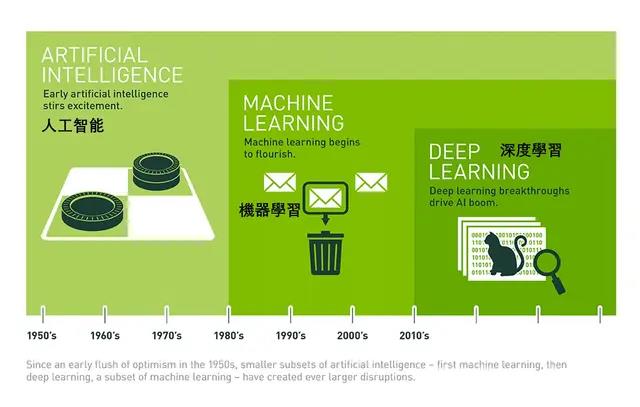 ARTIFICIAL
INTELLIGENCE
Early artificial intelligence
stirs excitement.
人工智能
MACHINE
LEARNING
Machine learning begins
to flourish.
機器學習
DEEP
LEARNING
深度學習
Deep learning breakthroughs
drive AI boom.
1950's
1960's
1970's
1980's
1990's
2000's
2010's
Since an early flush of optimism in the 1950s, smaller subsets of artificial intelligence – first machine learning, then
deep learning, a subset of machine learning – have created ever larger disruptions.